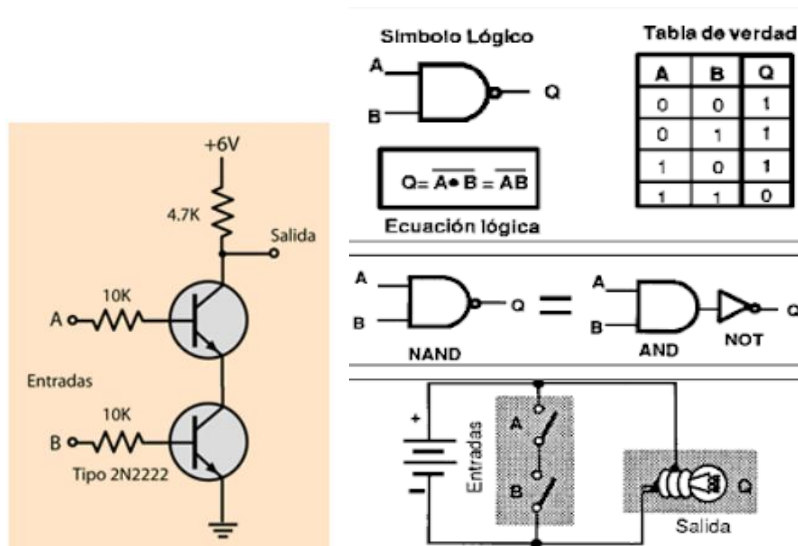 +6V
4.7K
Salida
10K
A
Entradas
10K
B
Tipo 2N2222
Símbolo Lógico
A
B
Q
Q= A•B = AB
Ecuación lógica
Tabla de verdad
A B Q
0 0 1
0 1 1
1 0 1
1 1 0
A
B
Q
NAND
=
A
B
Q
AND
NOT
+
-
Entradas
A
B
Q
Salida